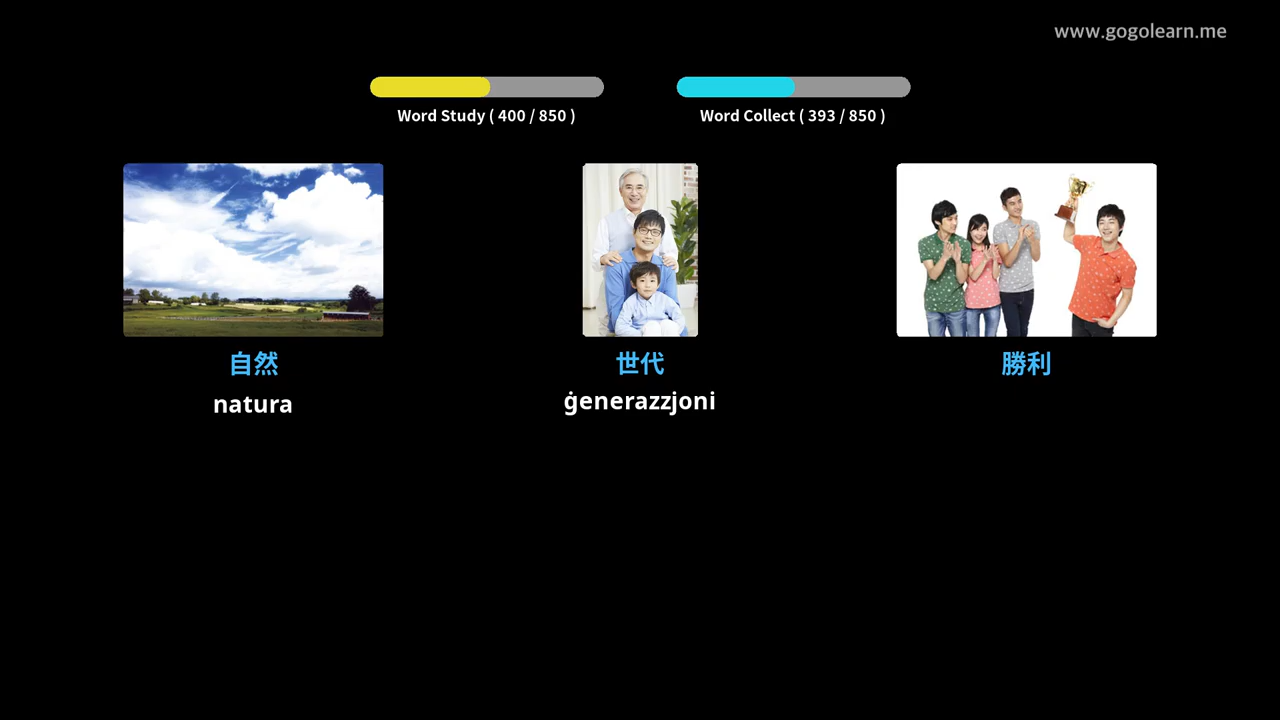 www.gogolearn.me
Word Study ( 400 / 850 )
Word Collect ( 393 / 850 )
自然
世代
勝利
natura
ġenerazzjoni